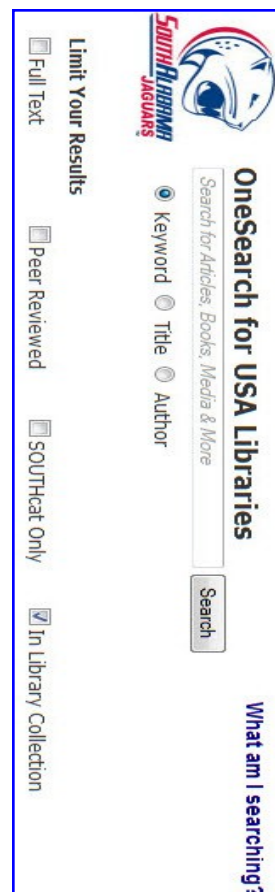 SOUTH ALABAMA
JAGUARS
OneSearch for USA Libraries
What am I searching?
Search for Articles, Books, Media & More
Search
Keyword Title Author
Limit Your Results
Full Text Peer Reviewed SOUTHcat Only In Library Collection